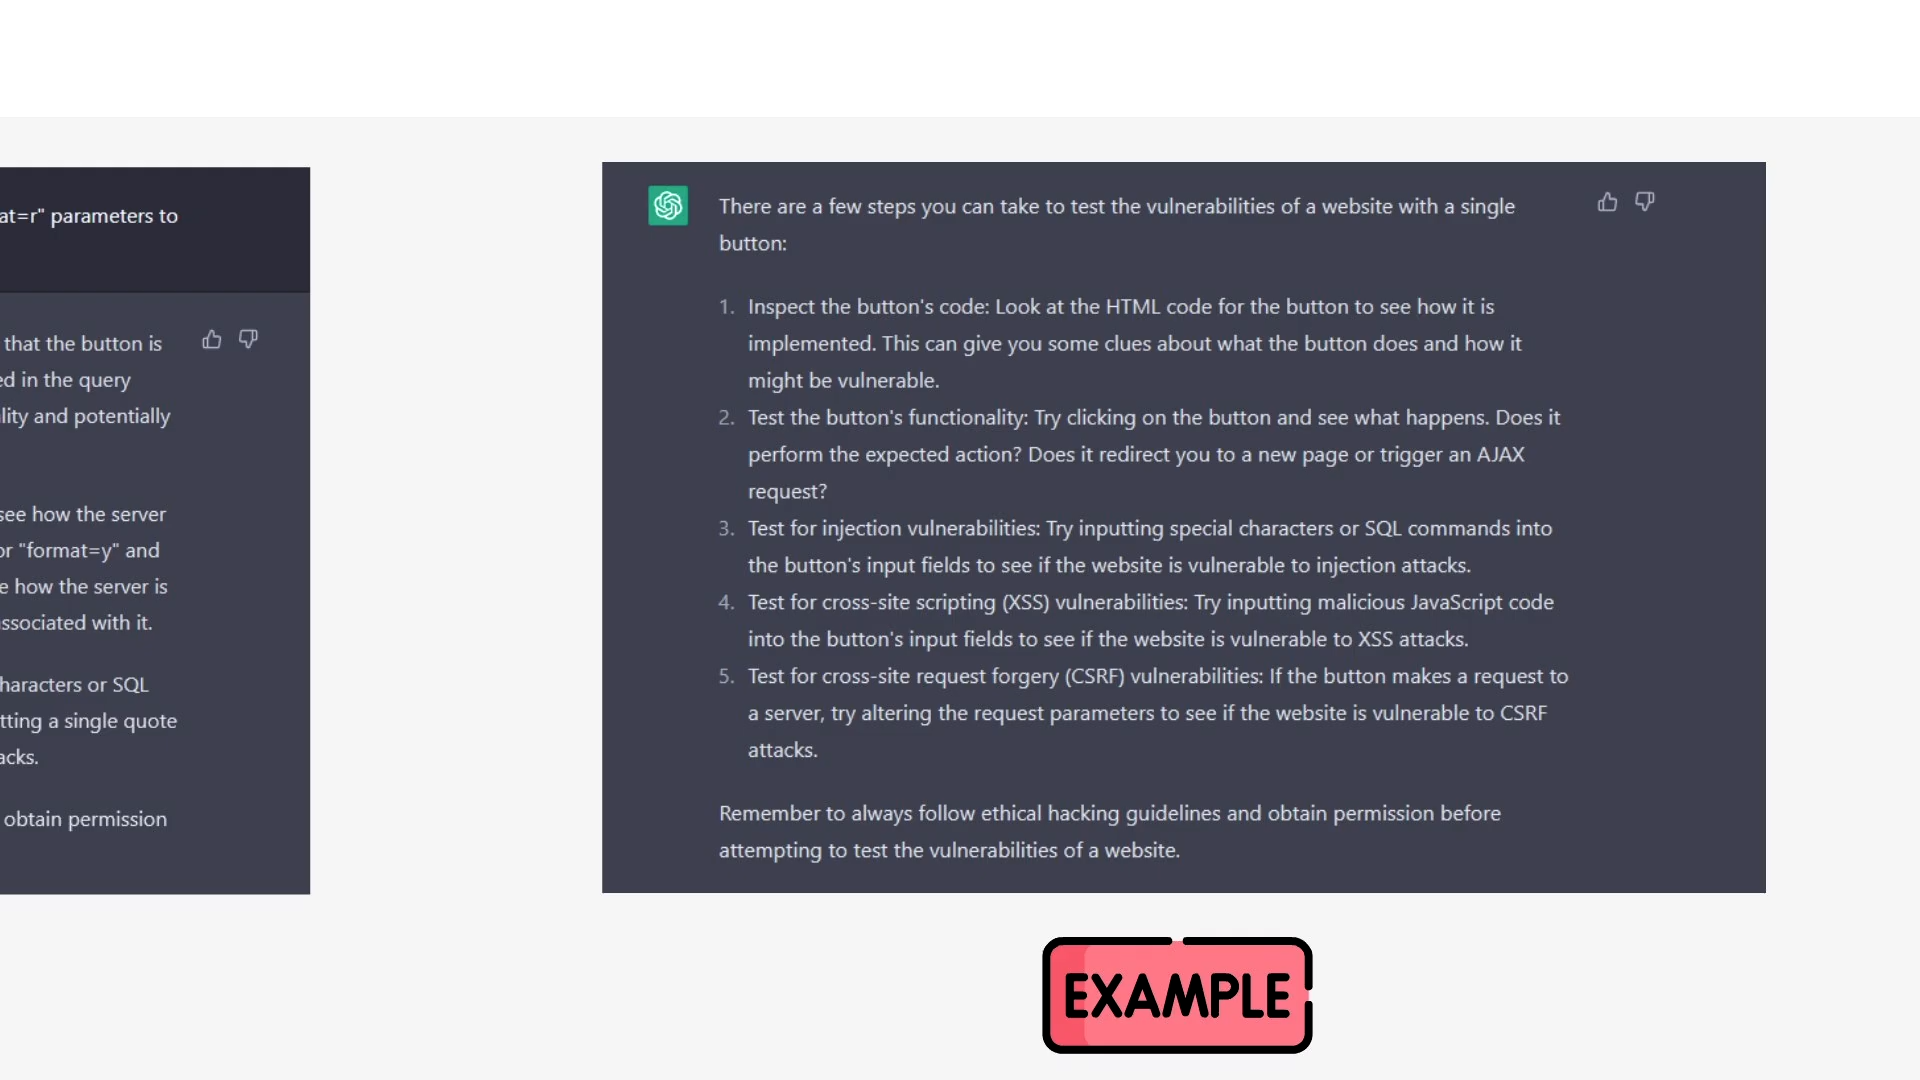 at=r" parameters to
that the button is
ed in the query
lity and potentially
see how the server
or "format=y" and
e how the server is
ssociated with it.
haracters or SQL
tting a single quote
acks.
obtain permission
There are a few steps you can take to test the vulnerabilities of a website with a single
button:
1. Inspect the button's code: Look at the HTML code for the button to see how it is
implemented. This can give you some clues about what the button does and how it
might be vulnerable.
2. Test the button's functionality: Try clicking on the button and see what happens. Does it
perform the expected action? Does it redirect you to a new page or trigger an AJAX
request?
3. Test for injection vulnerabilities: Try inputting special characters or SQL commands into
the button's input fields to see if the website is vulnerable to injection attacks.
4. Test for cross-site scripting (XSS) vulnerabilities: Try inputting malicious JavaScript code
into the button's input fields to see if the website is vulnerable to XSS attacks.
5. Test for cross-site request forgery (CSRF) vulnerabilities: If the button makes a request to
a server, try altering the request parameters to see if the website is vulnerable to CSRF
attacks.
Remember to always follow ethical hacking guidelines and obtain permission before
attempting to test the vulnerabilities of a website.
EXAMPLE